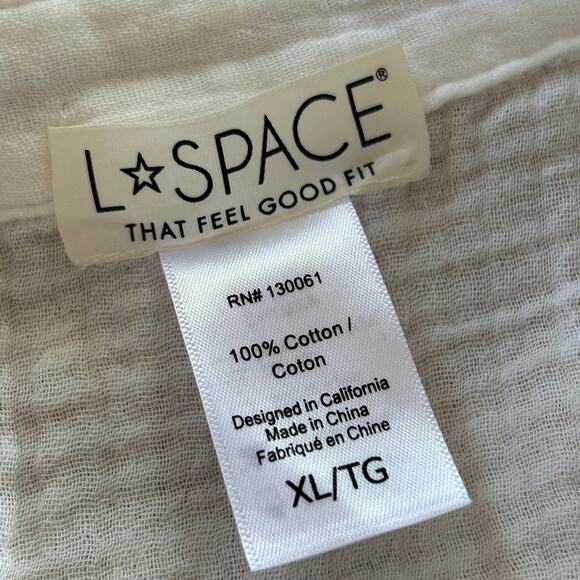 L☆SPACE®
THAT FEEL GOOD FIT
RN# 130061
100% Cotton /
Coton
Designed in California
Made in China
Fabriqué en Chine
XL/TG